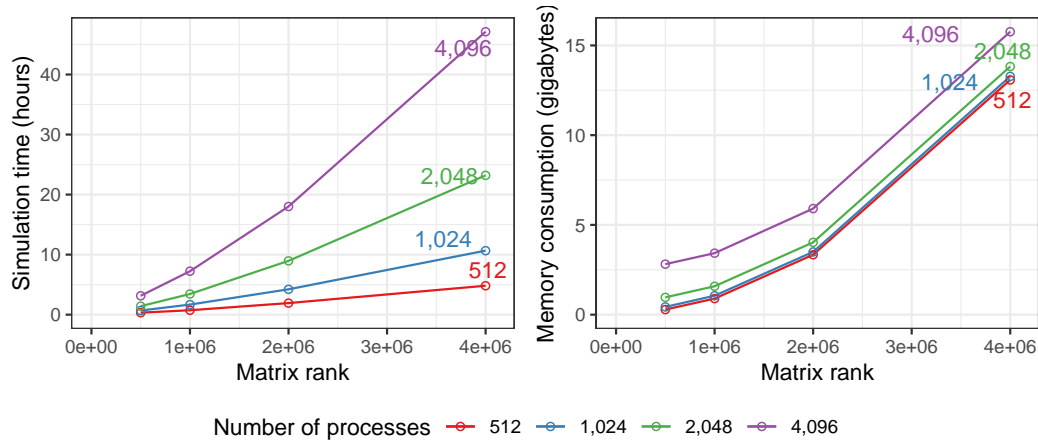 Simulation time (hours)
40
30
20
10
0
4,096
2,048
1,024
512
0e+00 1e+06 2e+06 3e+06 4e+06
Matrix rank
Memory consumption (gigabytes)
15
10
5
0
4,096
2,048
1,024
512
0e+00 1e+06 2e+06 3e+06 4e+06
Matrix rank
Number of processes 512 1,024 2,048 4,096